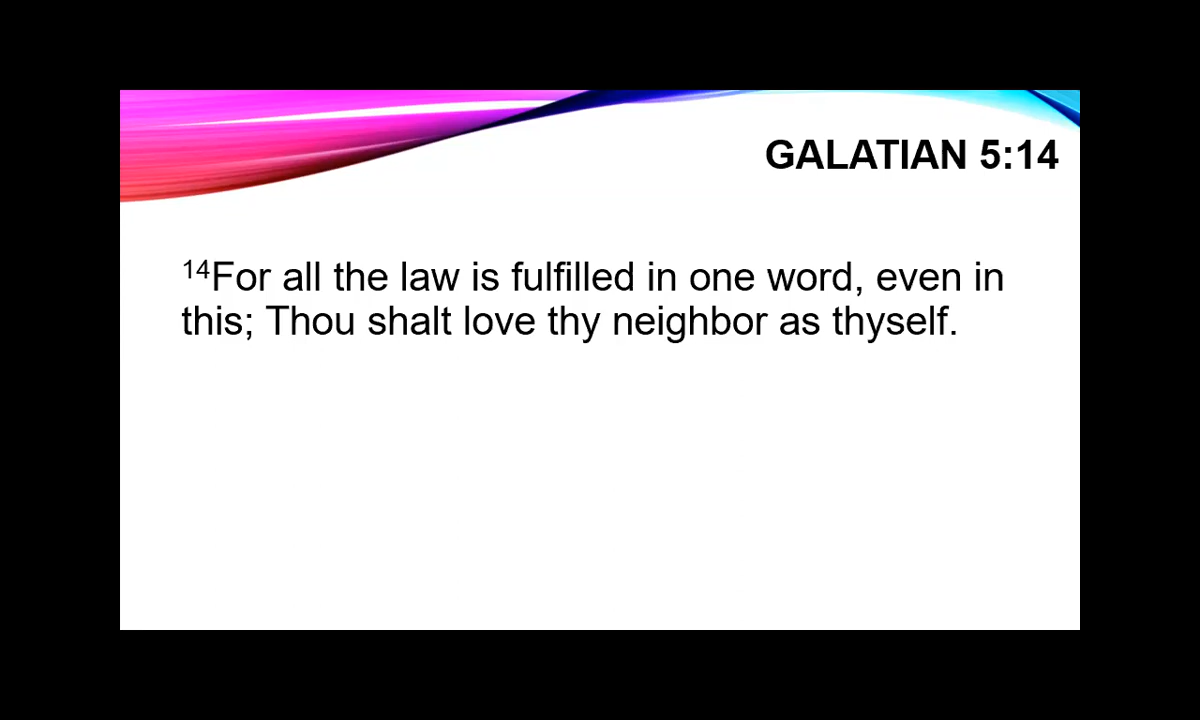 GALATIAN 5:14
14For all the law is fulfilled in one word, even in
this; Thou shalt love thy neighbor as thyself.